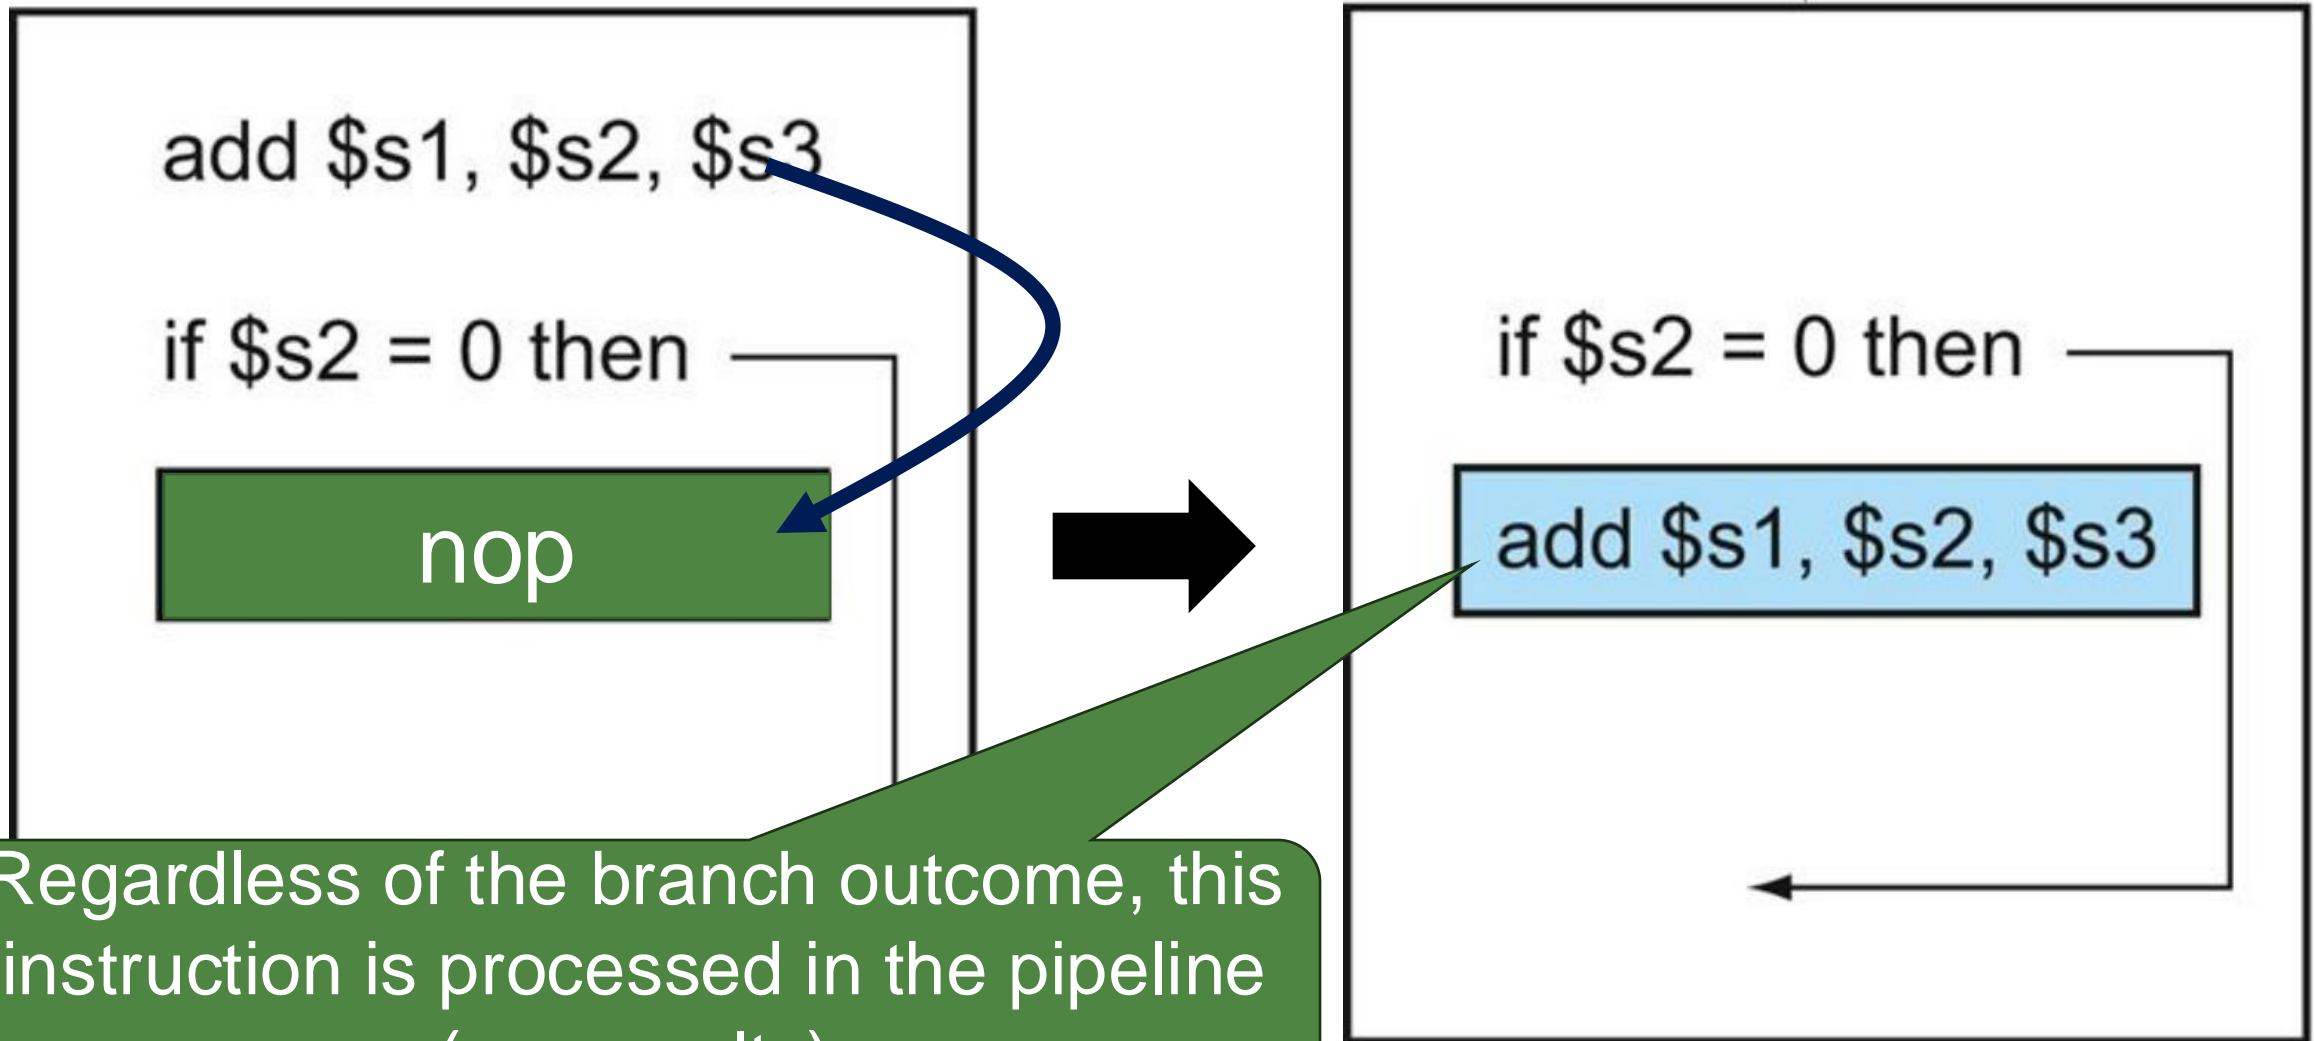 add $s1, $s2, $s3
if $s2 = 0 then
nop
if $s2 = 0 then
add $s1, $s2, $s3
Regardless of the branch outcome, this
instruction is processed in the pipeline